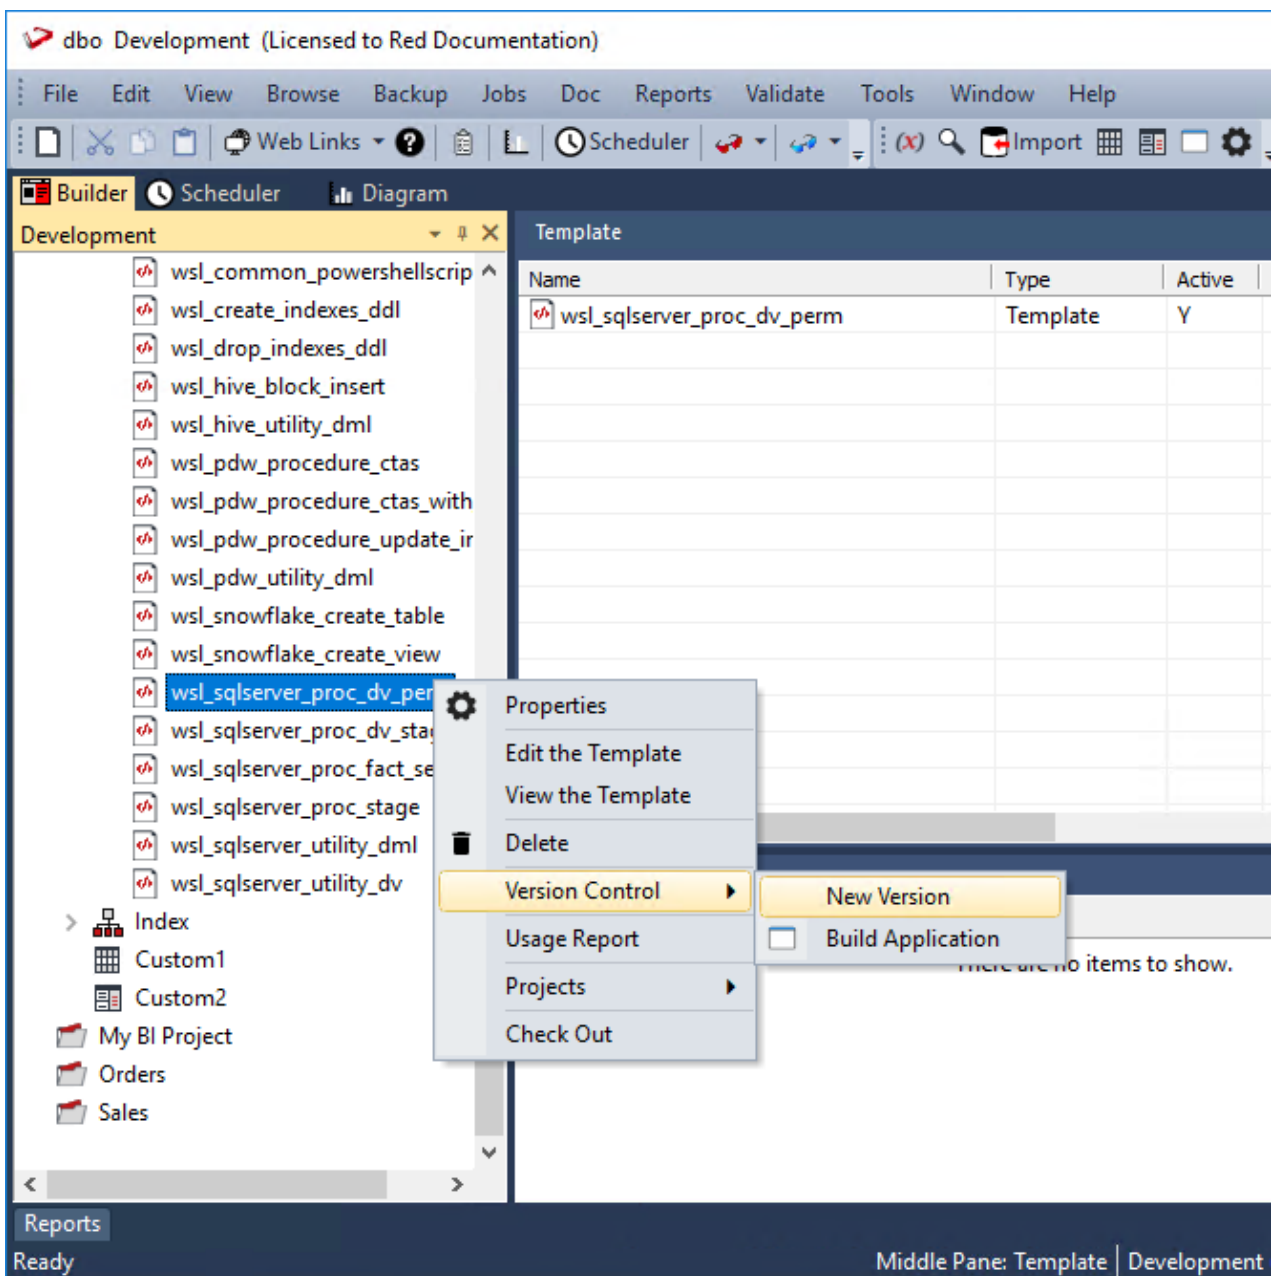 dbo Development (Licensed to Red Documentation)
File Edit View Browse Backup Jobs Doc Reports Validate Tools Window Help
Web Links Scheduler (x) Import
Builder Scheduler Diagram
Development
Template
Name Type Active
wsl_sqlserver_proc_dv_perm Template Y
wsl_common_powershellscrip
wsl_create_indexes_ddl
wsl_drop_indexes_ddl
wsl_hive_block_insert
wsl_hive_utility_dml
wsl_pdw_procedure_ctas
wsl_pdw_procedure_ctas_with
wsl_pdw_procedure_update_ir
wsl_pdw_utility_dml
wsl_snowflake_create_table
wsl_snowflake_create_view
wsl_sqlserver_proc_dv_per
wsl_sqlserver_proc_dv_sta
wsl_sqlserver_proc_fact_se
wsl_sqlserver_proc_stage
wsl_sqlserver_utility_dml
wsl_sqlserver_utility_dv
Index
Custom1
Custom2
My BI Project
Orders
Sales
Properties
Edit the Template
View the Template
Delete
Version Control
Usage Report
Projects
Check Out
New Version
Build Application
There are no items to show.
Reports
Ready
Middle Pane: Template Development